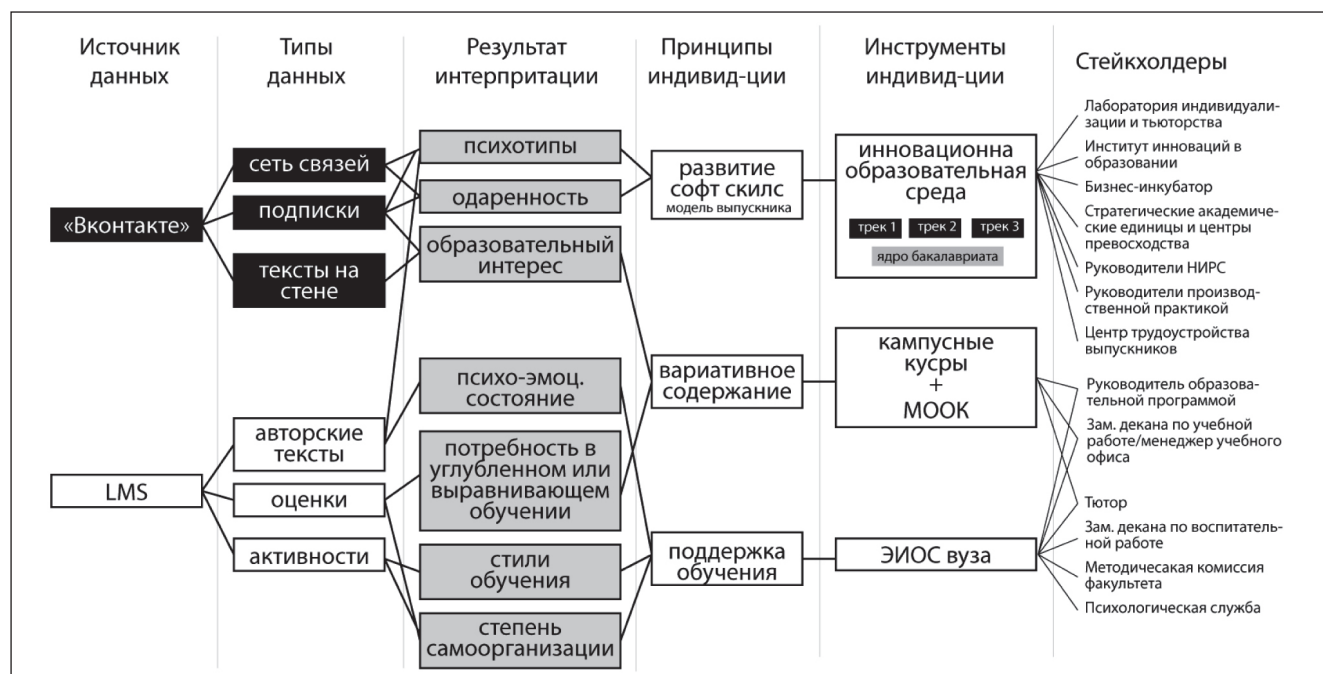 Источник
данных
Типы
данных
Результат
интерпритации
Принципы
индивид-ции
Инструменты
индивид-ции
Стейкхолдеры
«Вконтакте»
LMS
сеть связей
подписки
тексты на
стене
авторские
тексты
оценки
активности
психотипы
одаренность
образовательный
интерес
психо-эмоц.
состояние
потребность в
углубленном или
выравнивающем
обучении
стили
обучения
степень
самоорганизации
развитие
софт скилс
модель выпускника
вариативное
содержание
поддержка
обучения
инновационна
образовательная
среда
трек 1
трек 2
трек 3
ядро бакалавриата
кампусные
кусры
+
МООК
ЭИОС вуза
Лаборатория индивидуали-
зации и тьюторства
Институт инноваций в
образовании
Бизнес-инкубатор
Стратегические академиче-
ские единицы и центры
превосходства
Руководители НИРС
Руководители производ-
ственной практикой
Центр трудоустройства
выпускников
Руководитель образова-
тельной программой
Зам. декана по учебной
работе/менеджер учебного
офиса
Тютор
Зам. декана по воспитатель-
ной работе
Методичесакая комиссия
факультета
Психологическая служба